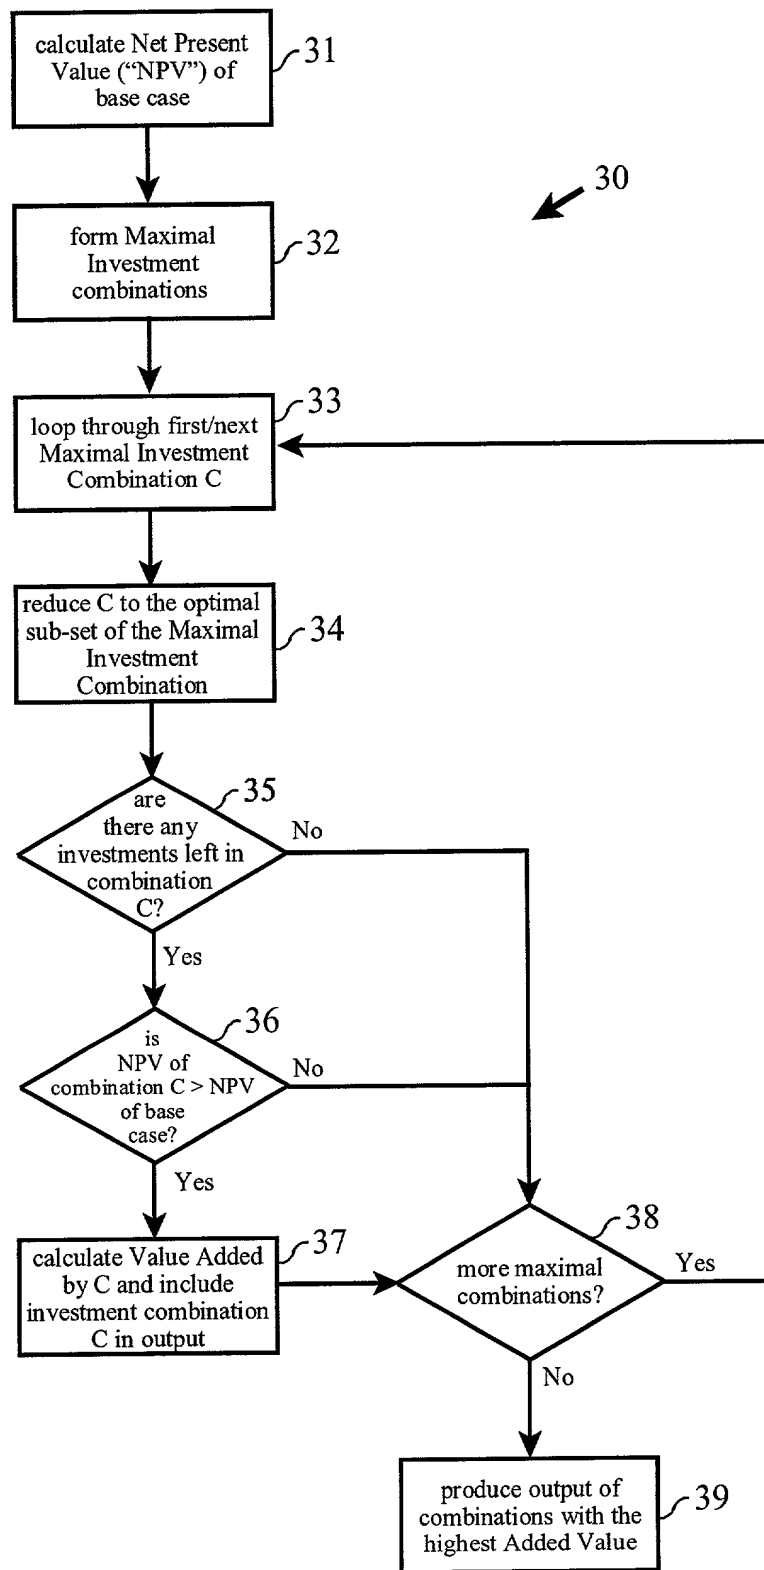 calculate Net Present
Value (“NPV”) of
base case
31
30
form Maximal
Investment
combinations
32
33
loop through first/next
Maximal Investment
Combination C
reduce C to the optimal
sub-set of the Maximal
Investment
Combination
34
35
are
there any
investments left in
combination
C?
No
Yes
36
is
NPV of
combination C > NPV
of base
case?
No
Yes
37
calculate Value Added
by C and include
investment combination
C in output
38
more maximal
combinations?
Yes
No
produce output of
combinations with the
highest Added Value
39